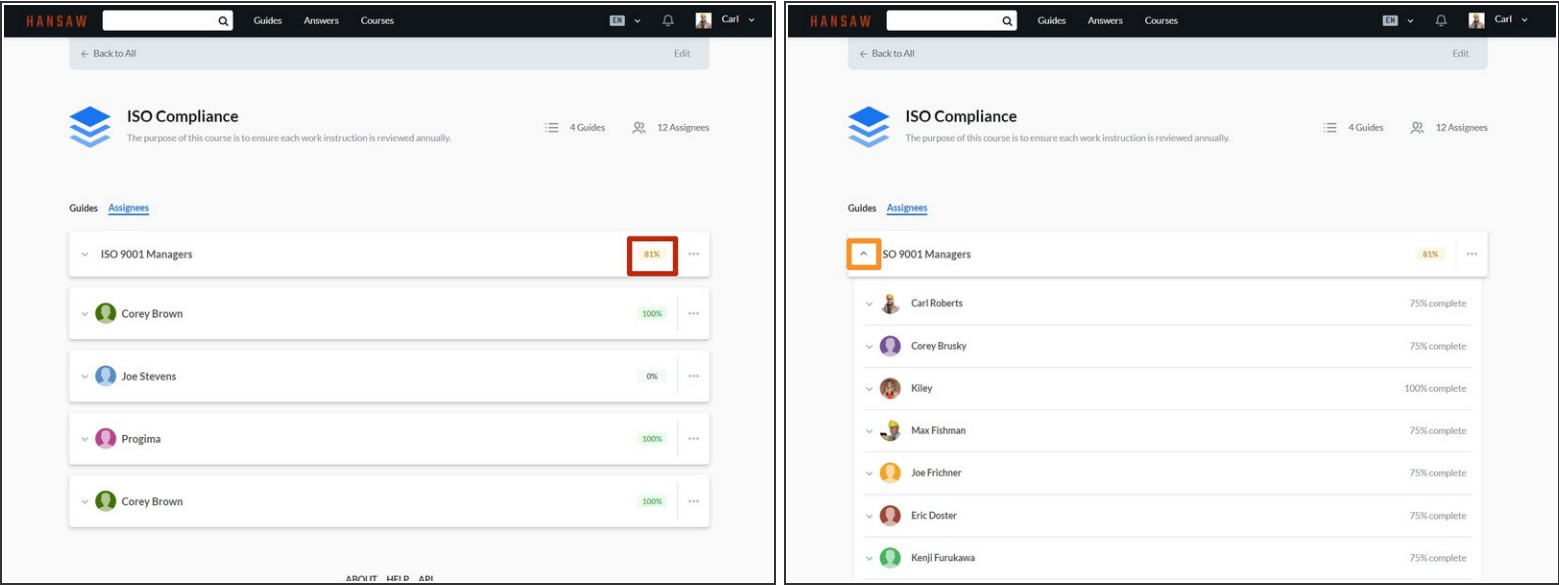 HANSAW Guides Answers Courses EN Carl
← Back to All Edit
ISO Compliance
The purpose of this course is to ensure each work instruction is reviewed annually.
4 Guides 12 Assignees
Guides Assignees
ISO 9001 Managers 81% ...
Corey Brown 100% ...
Joe Stevens 0% ...
Progima 100% ...
Corey Brown 100% ...
ABOUT HELP API
HANSAW Guides Answers Courses EN Carl
← Back to All Edit
ISO Compliance
The purpose of this course is to ensure each work instruction is reviewed annually.
4 Guides 12 Assignees
Guides Assignees
SO 9001 Managers 81% ...
Carl Roberts 75% complete
Corey Brusky 75% complete
Kiley 100% complete
Max Fishman 75% complete
Joe Frichner 75% complete
Eric Doster 75% complete
Kenji Furukawa 75% complete